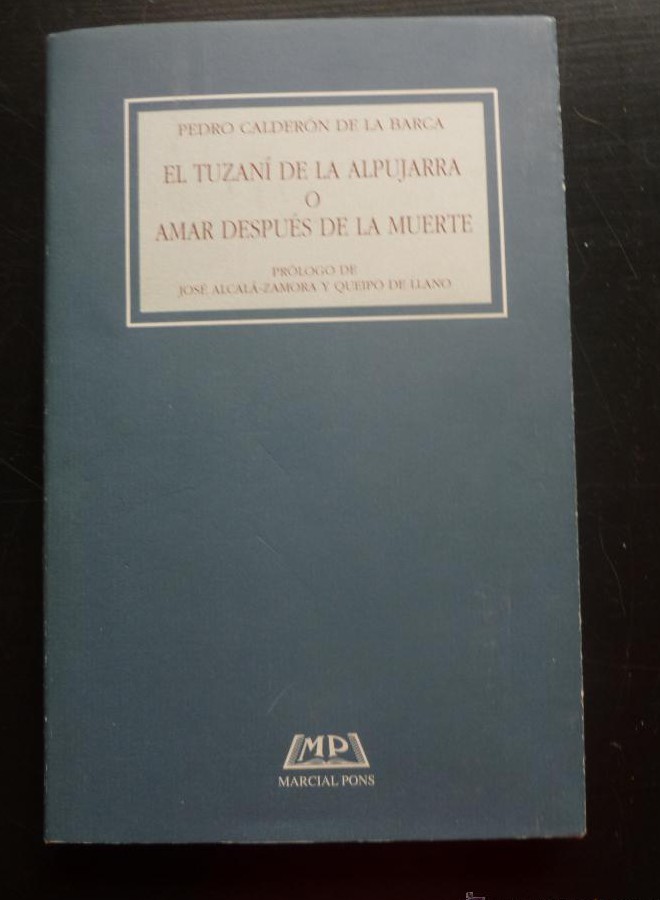 PEDRO CALDERÓN DE LA BARCA
EL TUZANÍ DE LA ALPUJARRA
O
AMAR DESPUÉS DE LA MUERTE
PRÓLOGO DE
JOSÉ ALCALÁ-ZAMORA Y QUEIPO DE LLANO
MP
MARCIAL PONS